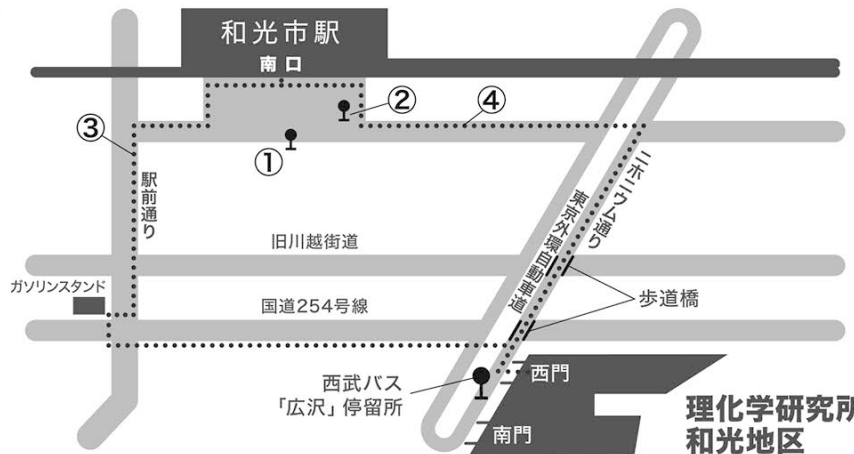 和光市駅
南口
②
④
③
①
駅前通り
ニホニウム通り
東京外環自動車道
旧川越街道
ガソリンスタンド
国道254号線
歩道橋
西武バス
「広沢」停留所
西門
南門
理化学研究所
和光地区